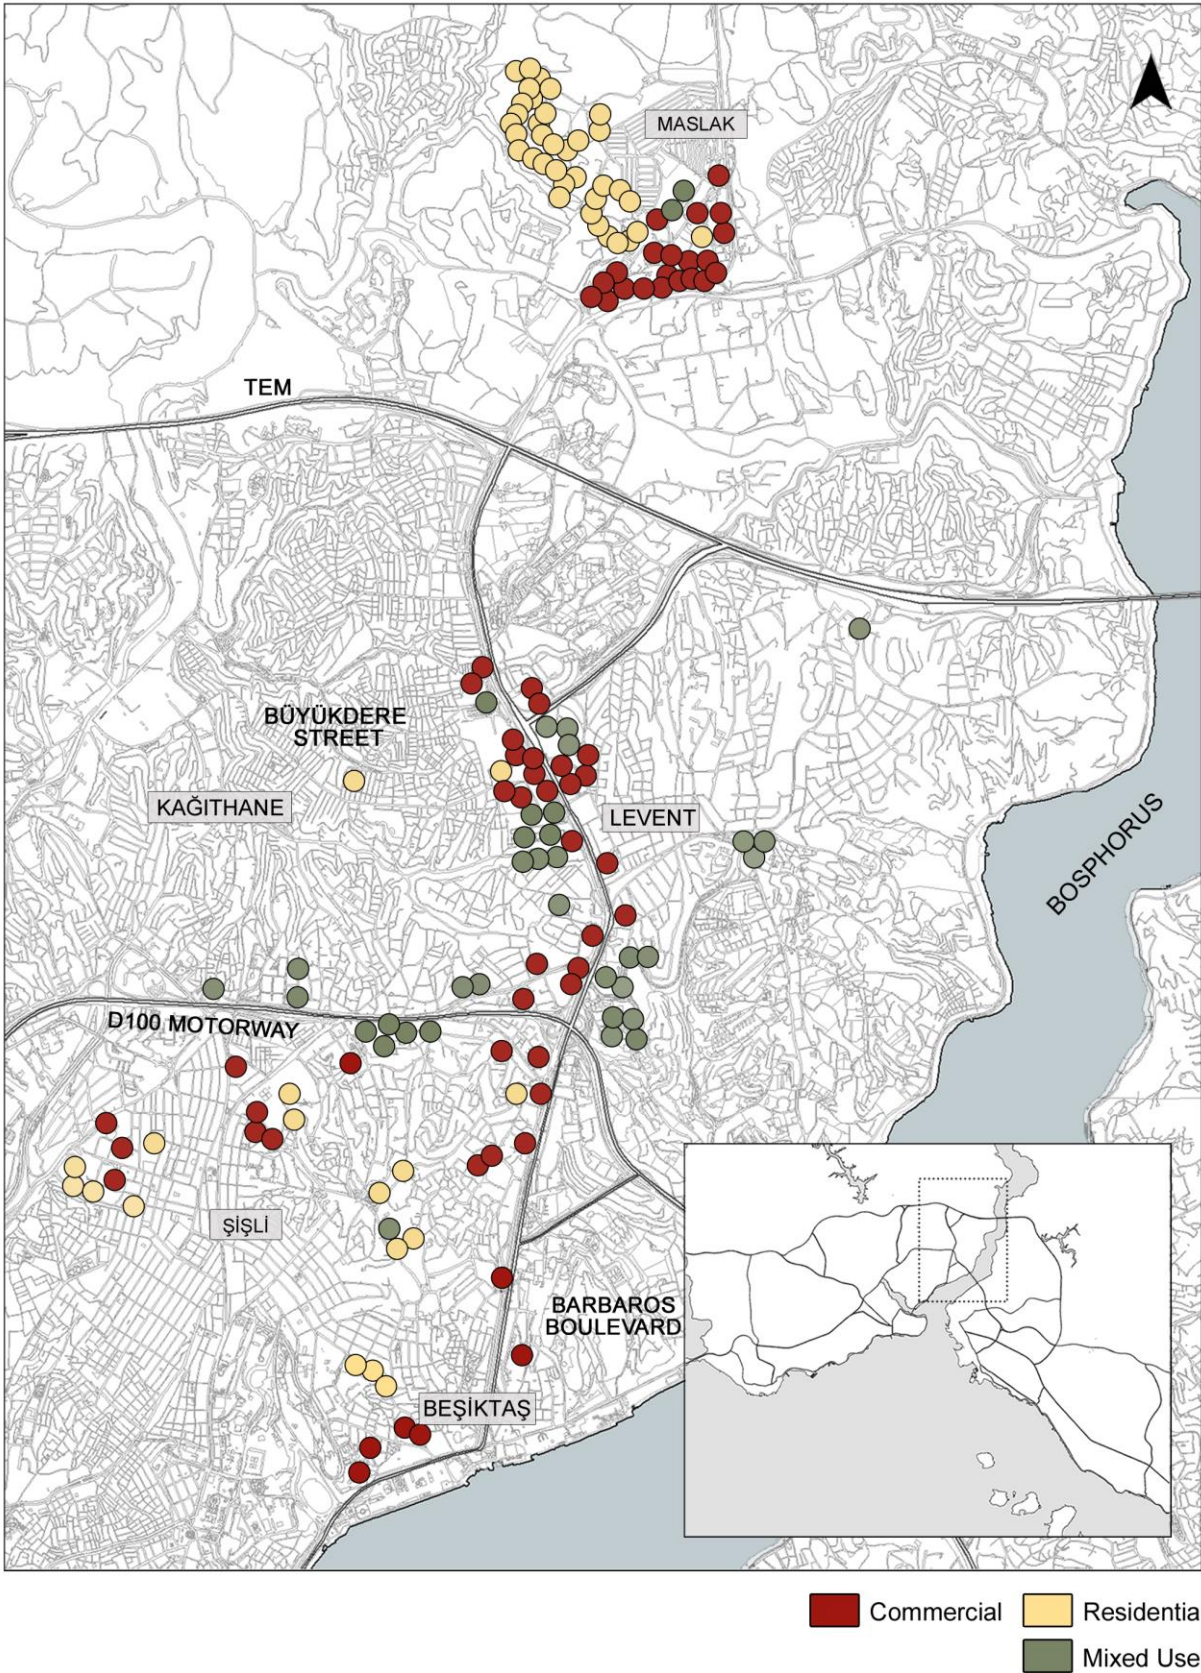 MASLAK
TEM
BÜYÜKDERE
STREET
KAĞITHANE
LEVENT
BOSPHORUS
D100 MOTORWAY
ŞİŞLİ
BARBAROS
BOULEVARD
BEŞİKTAŞ
Commercial
Residentia
Mixed Use